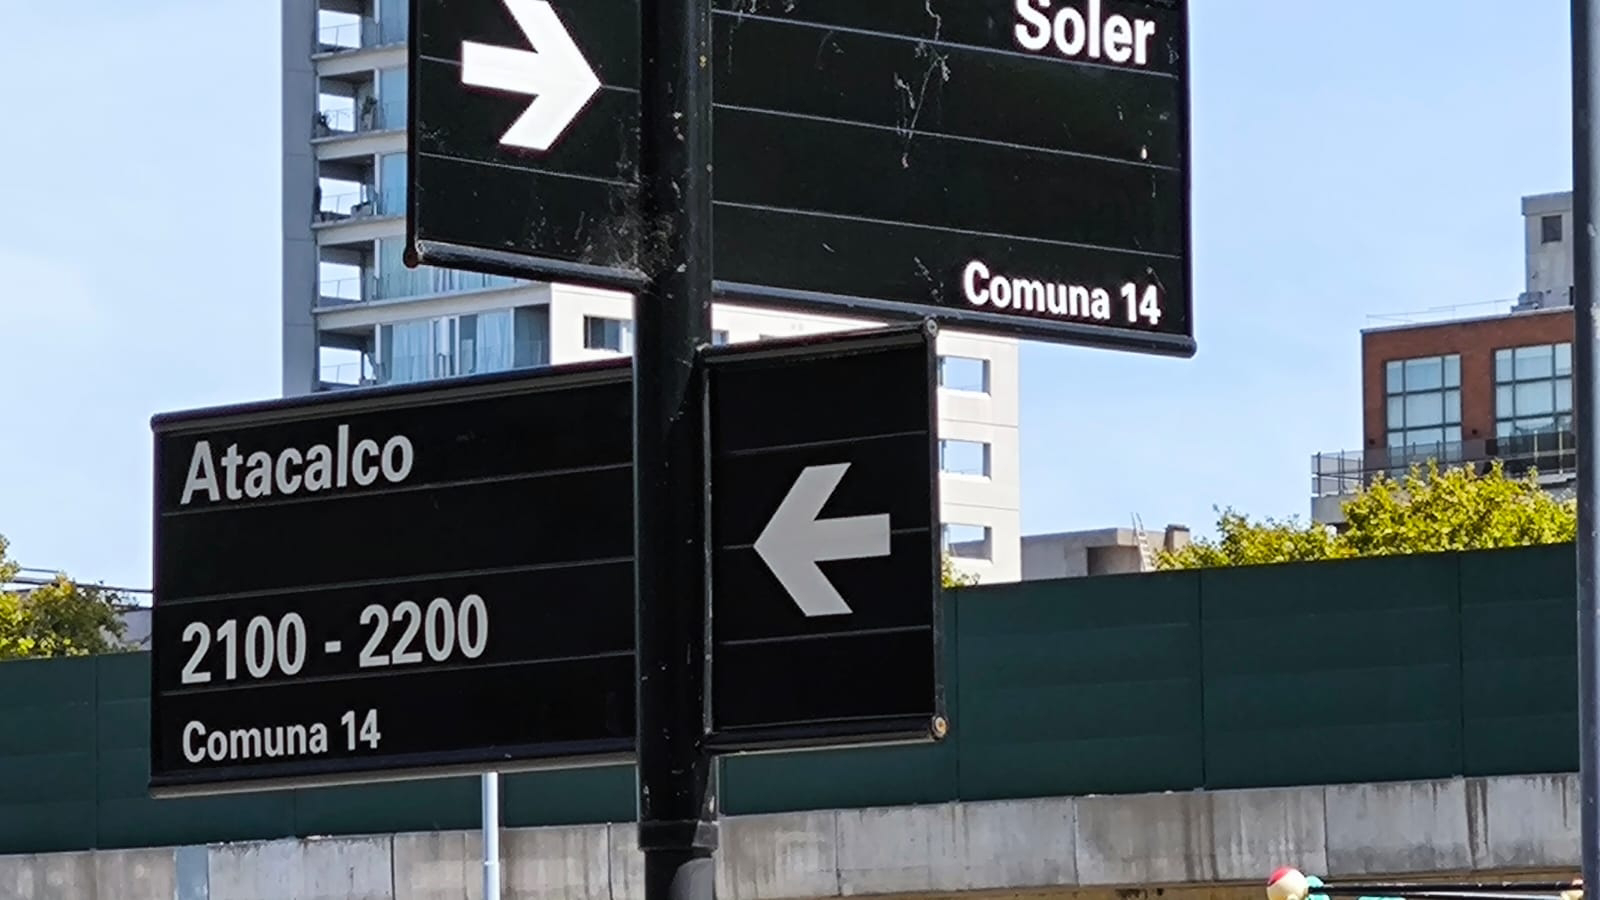 Soler
Comuna 14
Atacalco
2100 - 2200
Comuna 14